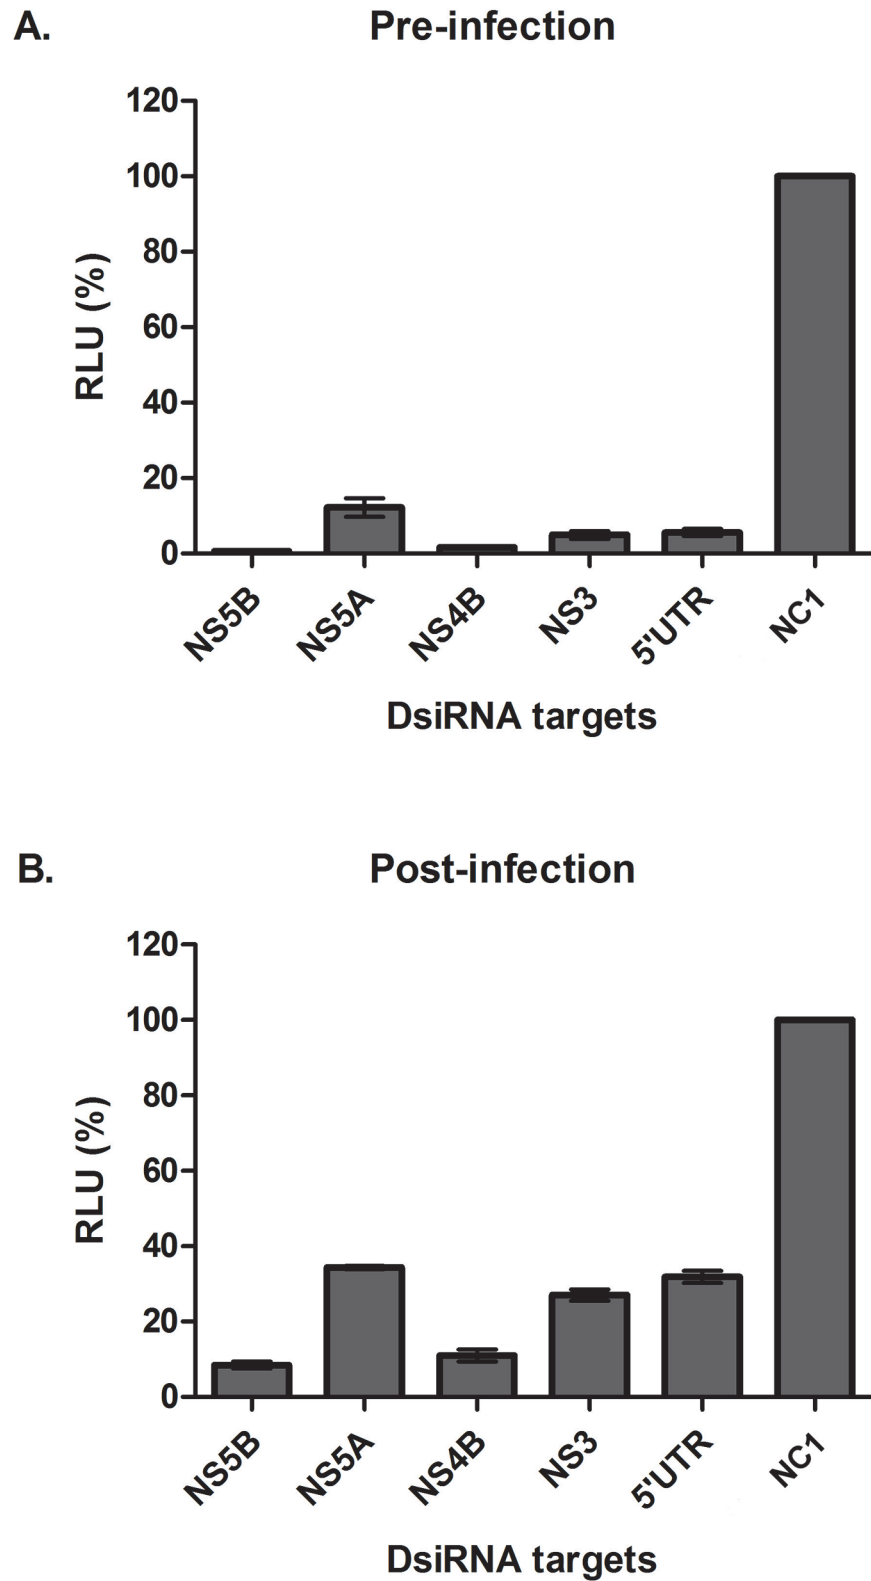 A. Pre-infection
120
100
80
60
40
20
0
RLU (%)
NS5B NS5A NS4B NS3 5'UTR NC1
DsiRNA targets
B. Post-infection
120
100
80
60
40
20
0
RLU (%)
NS5B NS5A NS4B NS3 5'UTR NC1
DsiRNA targets